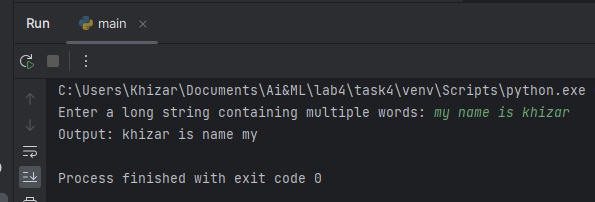 Run main
C:\Users\Khizar\Documents\Ai&ML\lab4\task4\venv\Scripts\python.exe
Enter a long string containing multiple words: my name is khizar
Output: khizar is name my
Process finished with exit code 0